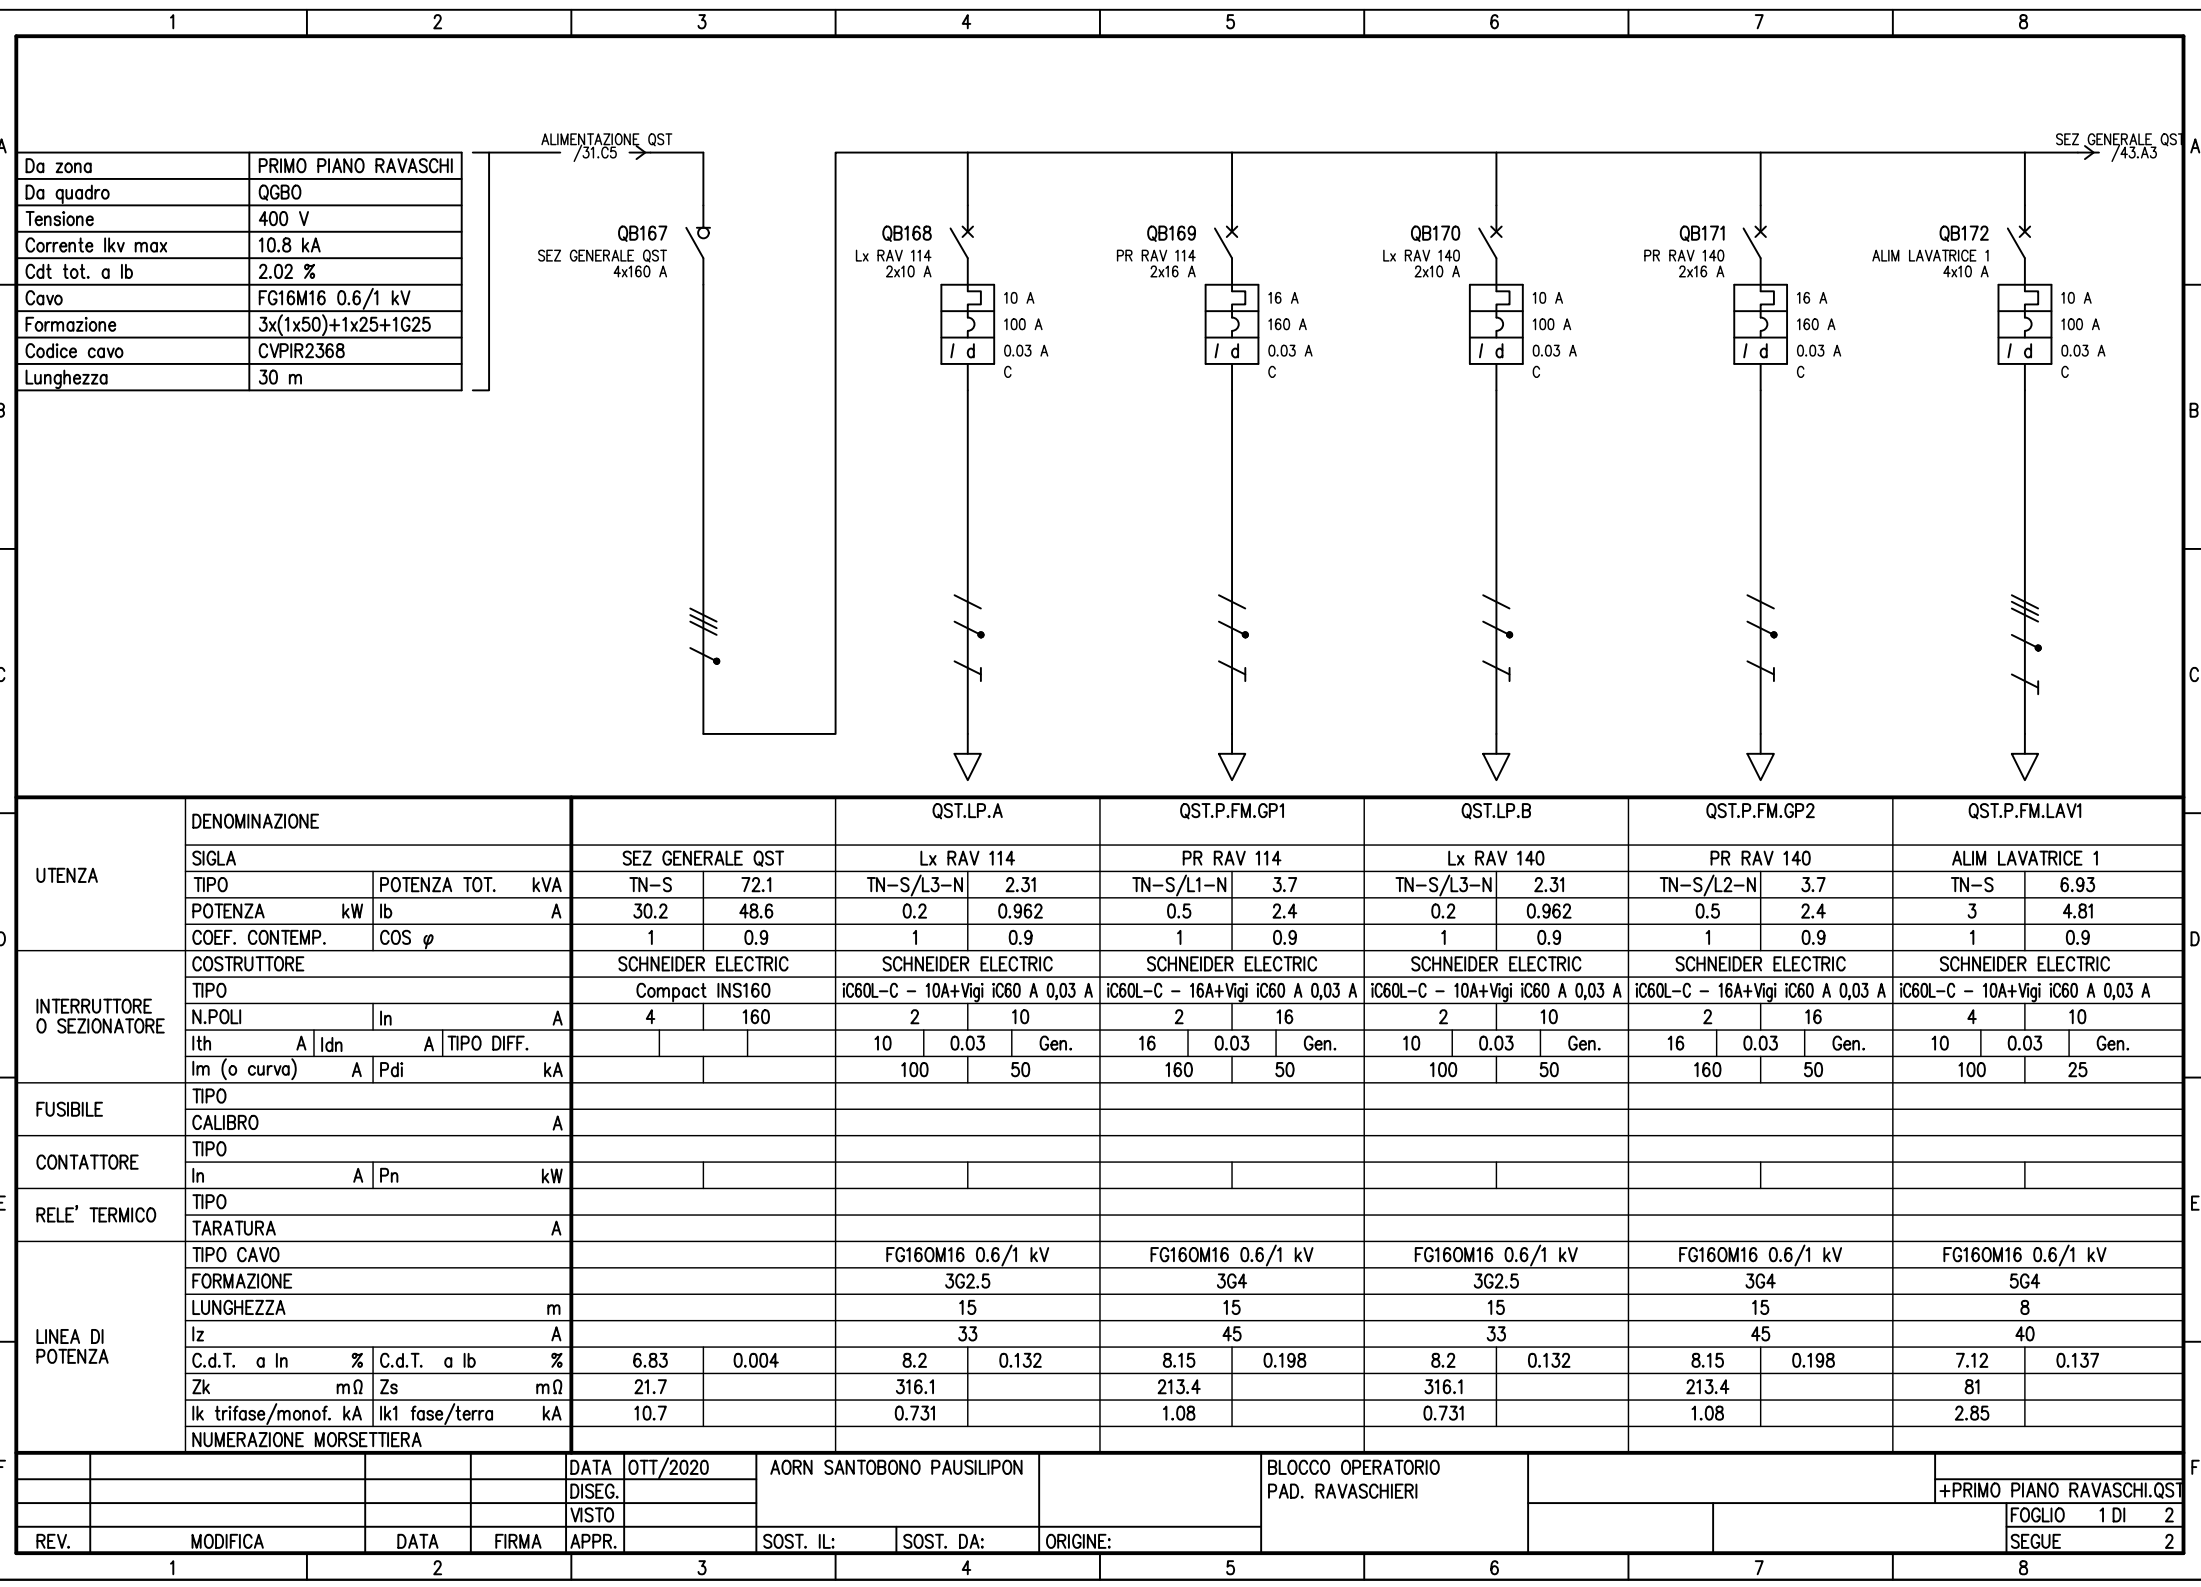 1 2 3 4 5 6 7 8
A
ALIMENTAZIONE QST
/31.C5
SEZ GENERALE QST
/43.A3
A
Da zona PRIMO PIANO RAVASCHI
Da quadro QGBO
Tensione 400 V
Corrente Ikv max 10.8 kA
Cdt tot. a Ib 2.02 %
Cavo FG16M16 0.6/1 kV
Formazione 3x(1x50)+1x25+1G25
Codice cavo CVPIR2368
Lunghezza 30 m
QB167
SEZ GENERALE QST
4x160 A
QB168
Lx RAV 114
2x10 A
10 A
100 A
I d 0.03 A
C
QB169
PR RAV 114
2x16 A
16 A
160 A
I d 0.03 A
C
QB170
Lx RAV 140
2x10 A
10 A
100 A
I d 0.03 A
C
QB171
PR RAV 140
2x16 A
16 A
160 A
I d 0.03 A
C
QB172
ALIM LAVATRICE 1
4x10 A
10 A
100 A
I d 0.03 A
C
B B
C C
UTENZA
DENOMINAZIONE QST.LP.A QST.P.FM.GP1 QST.LP.B QST.P.FM.GP2 QST.P.FM.LAV1
SIGLA SEZ GENERALE QST Lx RAV 114 PR RAV 114 Lx RAV 140 PR RAV 140 ALIM LAVATRICE 1
TIPO POTENZA TOT. kVA TN-S 72.1 TN-S/L3-N 2.31 TN-S/L1-N 3.7 TN-S/L3-N 2.31 TN-S/L2-N 3.7 TN-S 6.93
POTENZA kW Ib A 30.2 48.6 0.2 0.962 0.5 2.4 0.2 0.962 0.5 2.4 3 4.81
D COEF. CONTEMP. COS φ 1 0.9 1 0.9 1 0.9 1 0.9 1 0.9 1 0.9 D
INTERRUTTORE
O SEZIONATORE
COSTRUTTORE SCHNEIDER ELECTRIC SCHNEIDER ELECTRIC SCHNEIDER ELECTRIC SCHNEIDER ELECTRIC SCHNEIDER ELECTRIC SCHNEIDER ELECTRIC
TIPO Compact INS160 iC60L-C - 10A+Vigi iC60 A 0,03 A iC60L-C - 16A+Vigi iC60 A 0,03 A iC60L-C - 10A+Vigi iC60 A 0,03 A iC60L-C - 16A+Vigi iC60 A 0,03 A iC60L-C - 10A+Vigi iC60 A 0,03 A
N.POLI In A 4 160 2 10 2 16 2 10 2 16 4 10
Ith A Idn A TIPO DIFF. 10 0.03 Gen. 16 0.03 Gen. 10 0.03 Gen. 16 0.03 Gen. 10 0.03 Gen.
Im (o curva) A Pdi kA 100 50 160 50 100 50 160 50 100 25
FUSIBILE
TIPO
CALIBRO A
CONTATTORE
TIPO
In A Pn kW
E RELE' TERMICO E
TIPO
TARATURA A
LINEA DI
POTENZA
TIPO CAVO FG16OM16 0.6/1 kV FG16OM16 0.6/1 kV FG16OM16 0.6/1 kV FG16OM16 0.6/1 kV FG16OM16 0.6/1 kV
FORMAZIONE 3G2.5 3G4 3G2.5 3G4 5G4
LUNGHEZZA m 15 15 15 15 8
Iz A 33 45 33 45 40
C.d.T. a In % C.d.T. a Ib % 6.83 0.004 8.2 0.132 8.15 0.198 8.2 0.132 8.15 0.198 7.12 0.137
Zk mΩ Zs mΩ 21.7 316.1 213.4 316.1 213.4 81
Ik trifase/monof. kA Ik1 fase/terra kA 10.7 0.731 1.08 0.731 1.08 2.85
NUMERAZIONE MORSETTIERA
F F
DATA OTT/2020 AORN SANTOBONO PAUSILIPON BLOCCO OPERATORIO
DISEG. PAD. RAVASCHIERI +PRIMO PIANO RAVASCHI.QST
VISTO FOGLIO 1 DI 2
REV. MODIFICA DATA FIRMA APPR. SOST. IL: SOST. DA: ORIGINE: SEGUE 2
1 2 3 4 5 6 7 8